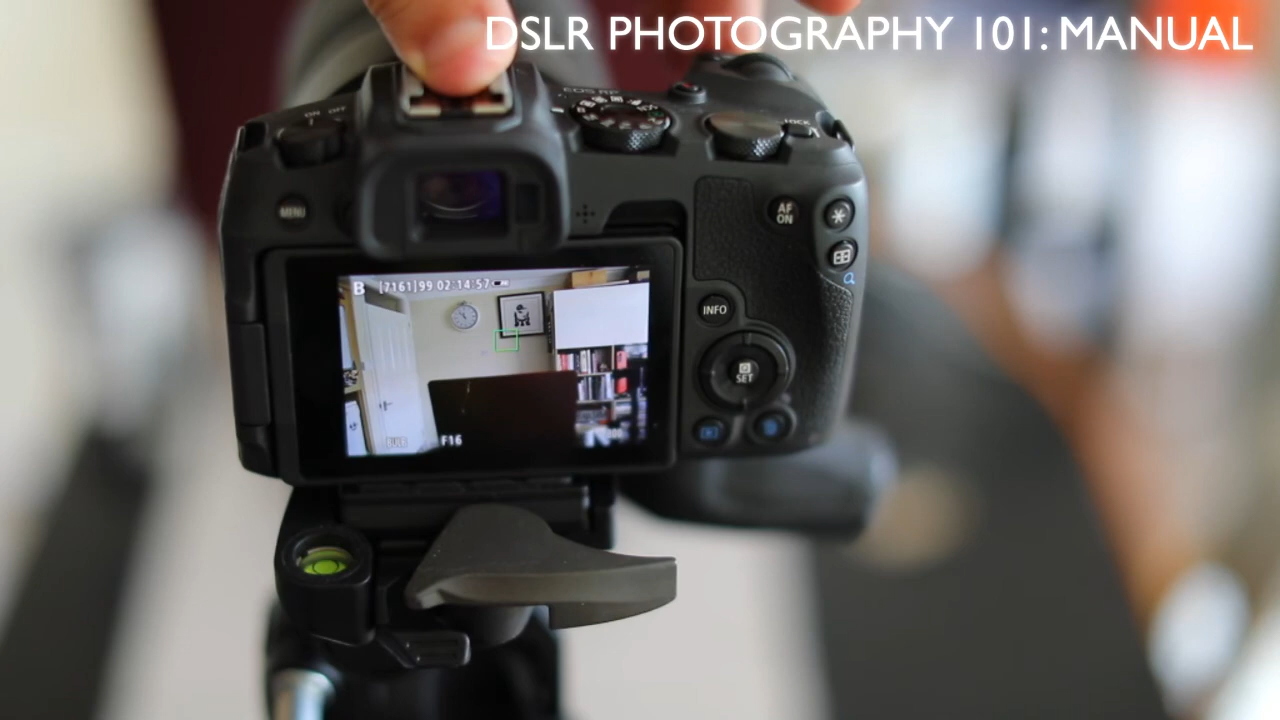 DSLR PHOTOGRAPHY 101: MANUAL
EOS RP
ON OFF
LOCK
MENU
AF
ON
B [7161]99 02:14:57
INFO
Q
SET
BULB F16